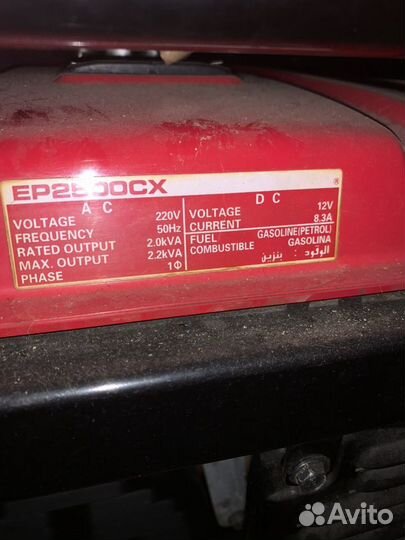 EP2500CX
A C
VOLTAGE 220V
FREQUENCY 50Hz
RATED OUTPUT 2.0kVA
MAX. OUTPUT 2.2kVA
PHASE 1Φ
D C
VOLTAGE 12V
CURRENT 8.3A
FUEL GASOLINE(PETROL)
COMBUSTIBLE GASOLINA
الوقود: بنزين
®
Avito